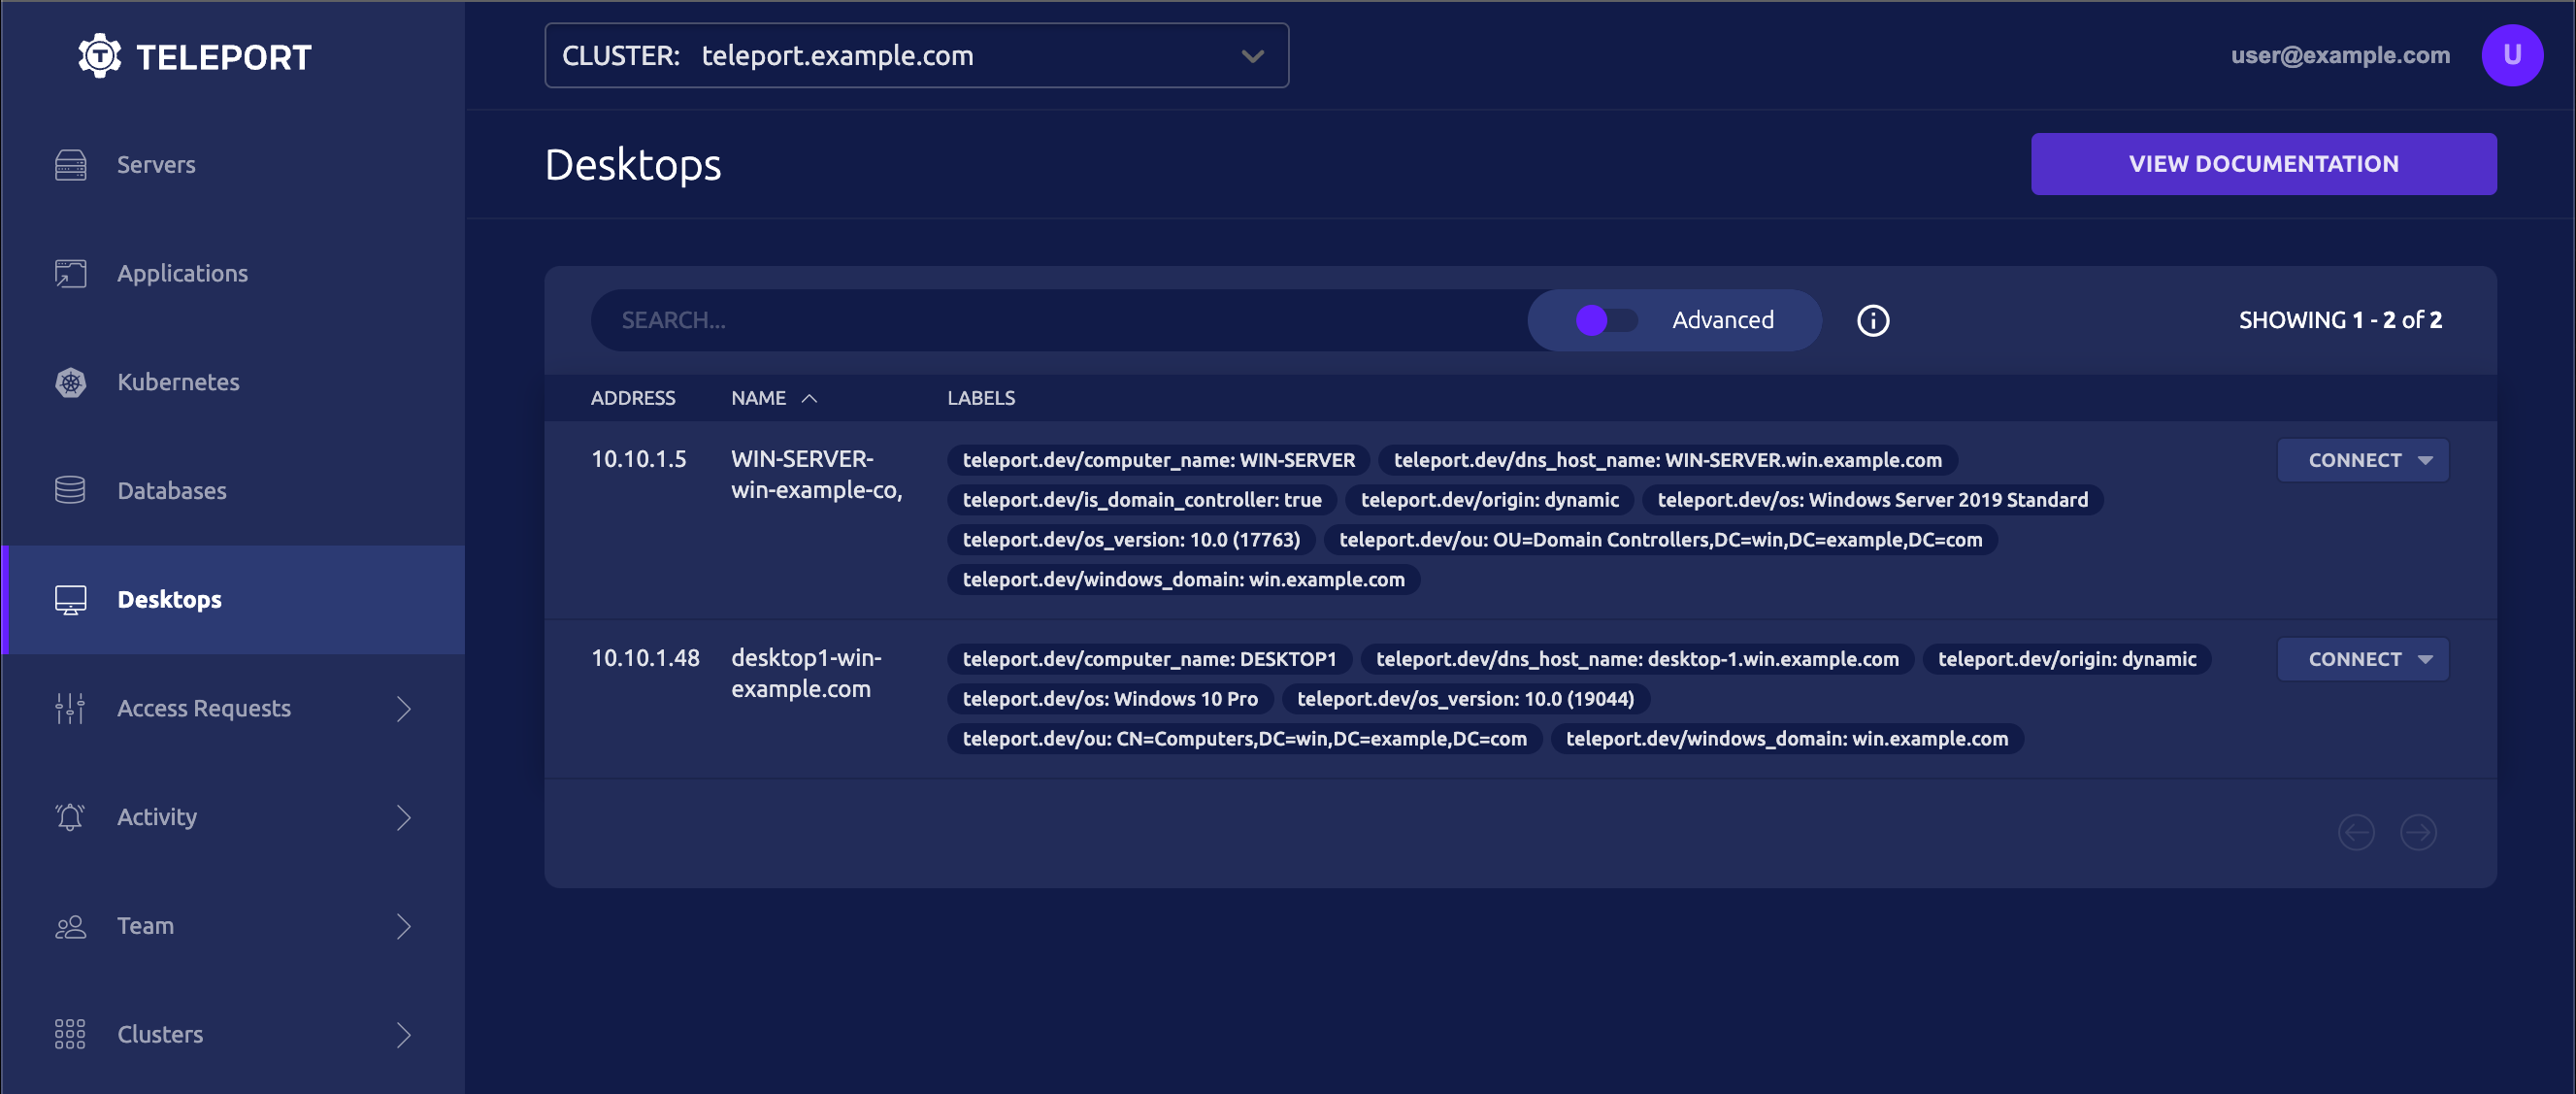 TELEPORT
CLUSTER: teleport.example.com
user@example.com
U
Servers
Applications
Kubernetes
Databases
Desktops
Access Requests
Activity
Team
Clusters
Desktops
VIEW DOCUMENTATION
SEARCH...
Advanced
SHOWING 1 - 2 of 2
ADDRESS NAME LABELS
10.10.1.5
WIN-SERVER-
win-example-co,
teleport.dev/computer_name: WIN-SERVER teleport.dev/dns_host_name: WIN-SERVER.win.example.com
teleport.dev/is_domain_controller: true teleport.dev/origin: dynamic teleport.dev/os: Windows Server 2019 Standard
teleport.dev/os_version: 10.0 (17763) teleport.dev/ou: OU=Domain Controllers,DC=win,DC=example,DC=com
teleport.dev/windows_domain: win.example.com
CONNECT
10.10.1.48
desktop1-win-
example.com
teleport.dev/computer_name: DESKTOP1 teleport.dev/dns_host_name: desktop-1.win.example.com teleport.dev/origin: dynamic
teleport.dev/os: Windows 10 Pro teleport.dev/os_version: 10.0 (19044)
teleport.dev/ou: CN=Computers,DC=win,DC=example,DC=com teleport.dev/windows_domain: win.example.com
CONNECT